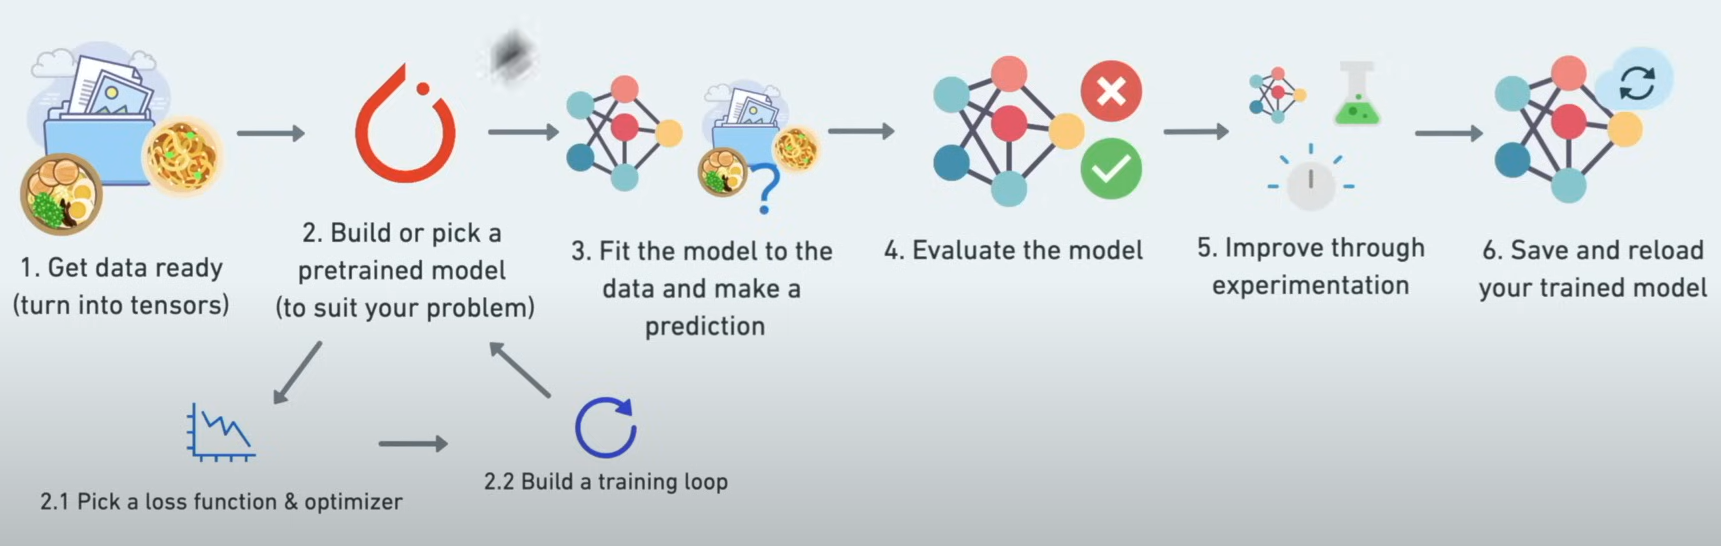 1. Get data ready
(turn into tensors)
2. Build or pick a
pretrained model
(to suit your problem)
3. Fit the model to the
data and make a
prediction
4. Evaluate the model
5. Improve through
experimentation
6. Save and reload
your trained model
2.1 Pick a loss function & optimizer
2.2 Build a training loop